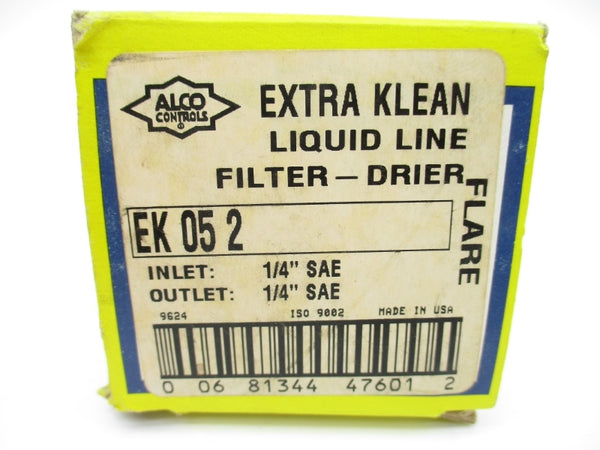 ALCO
CONTROLS
EXTRA KLEAN
LIQUID LINE
FILTER – DRIER
FLARE
EK 05 2
INLET: 1/4" SAE
OUTLET: 1/4" SAE
9624 ISO 9002 MADE IN USA
0 06 81344 47601 2